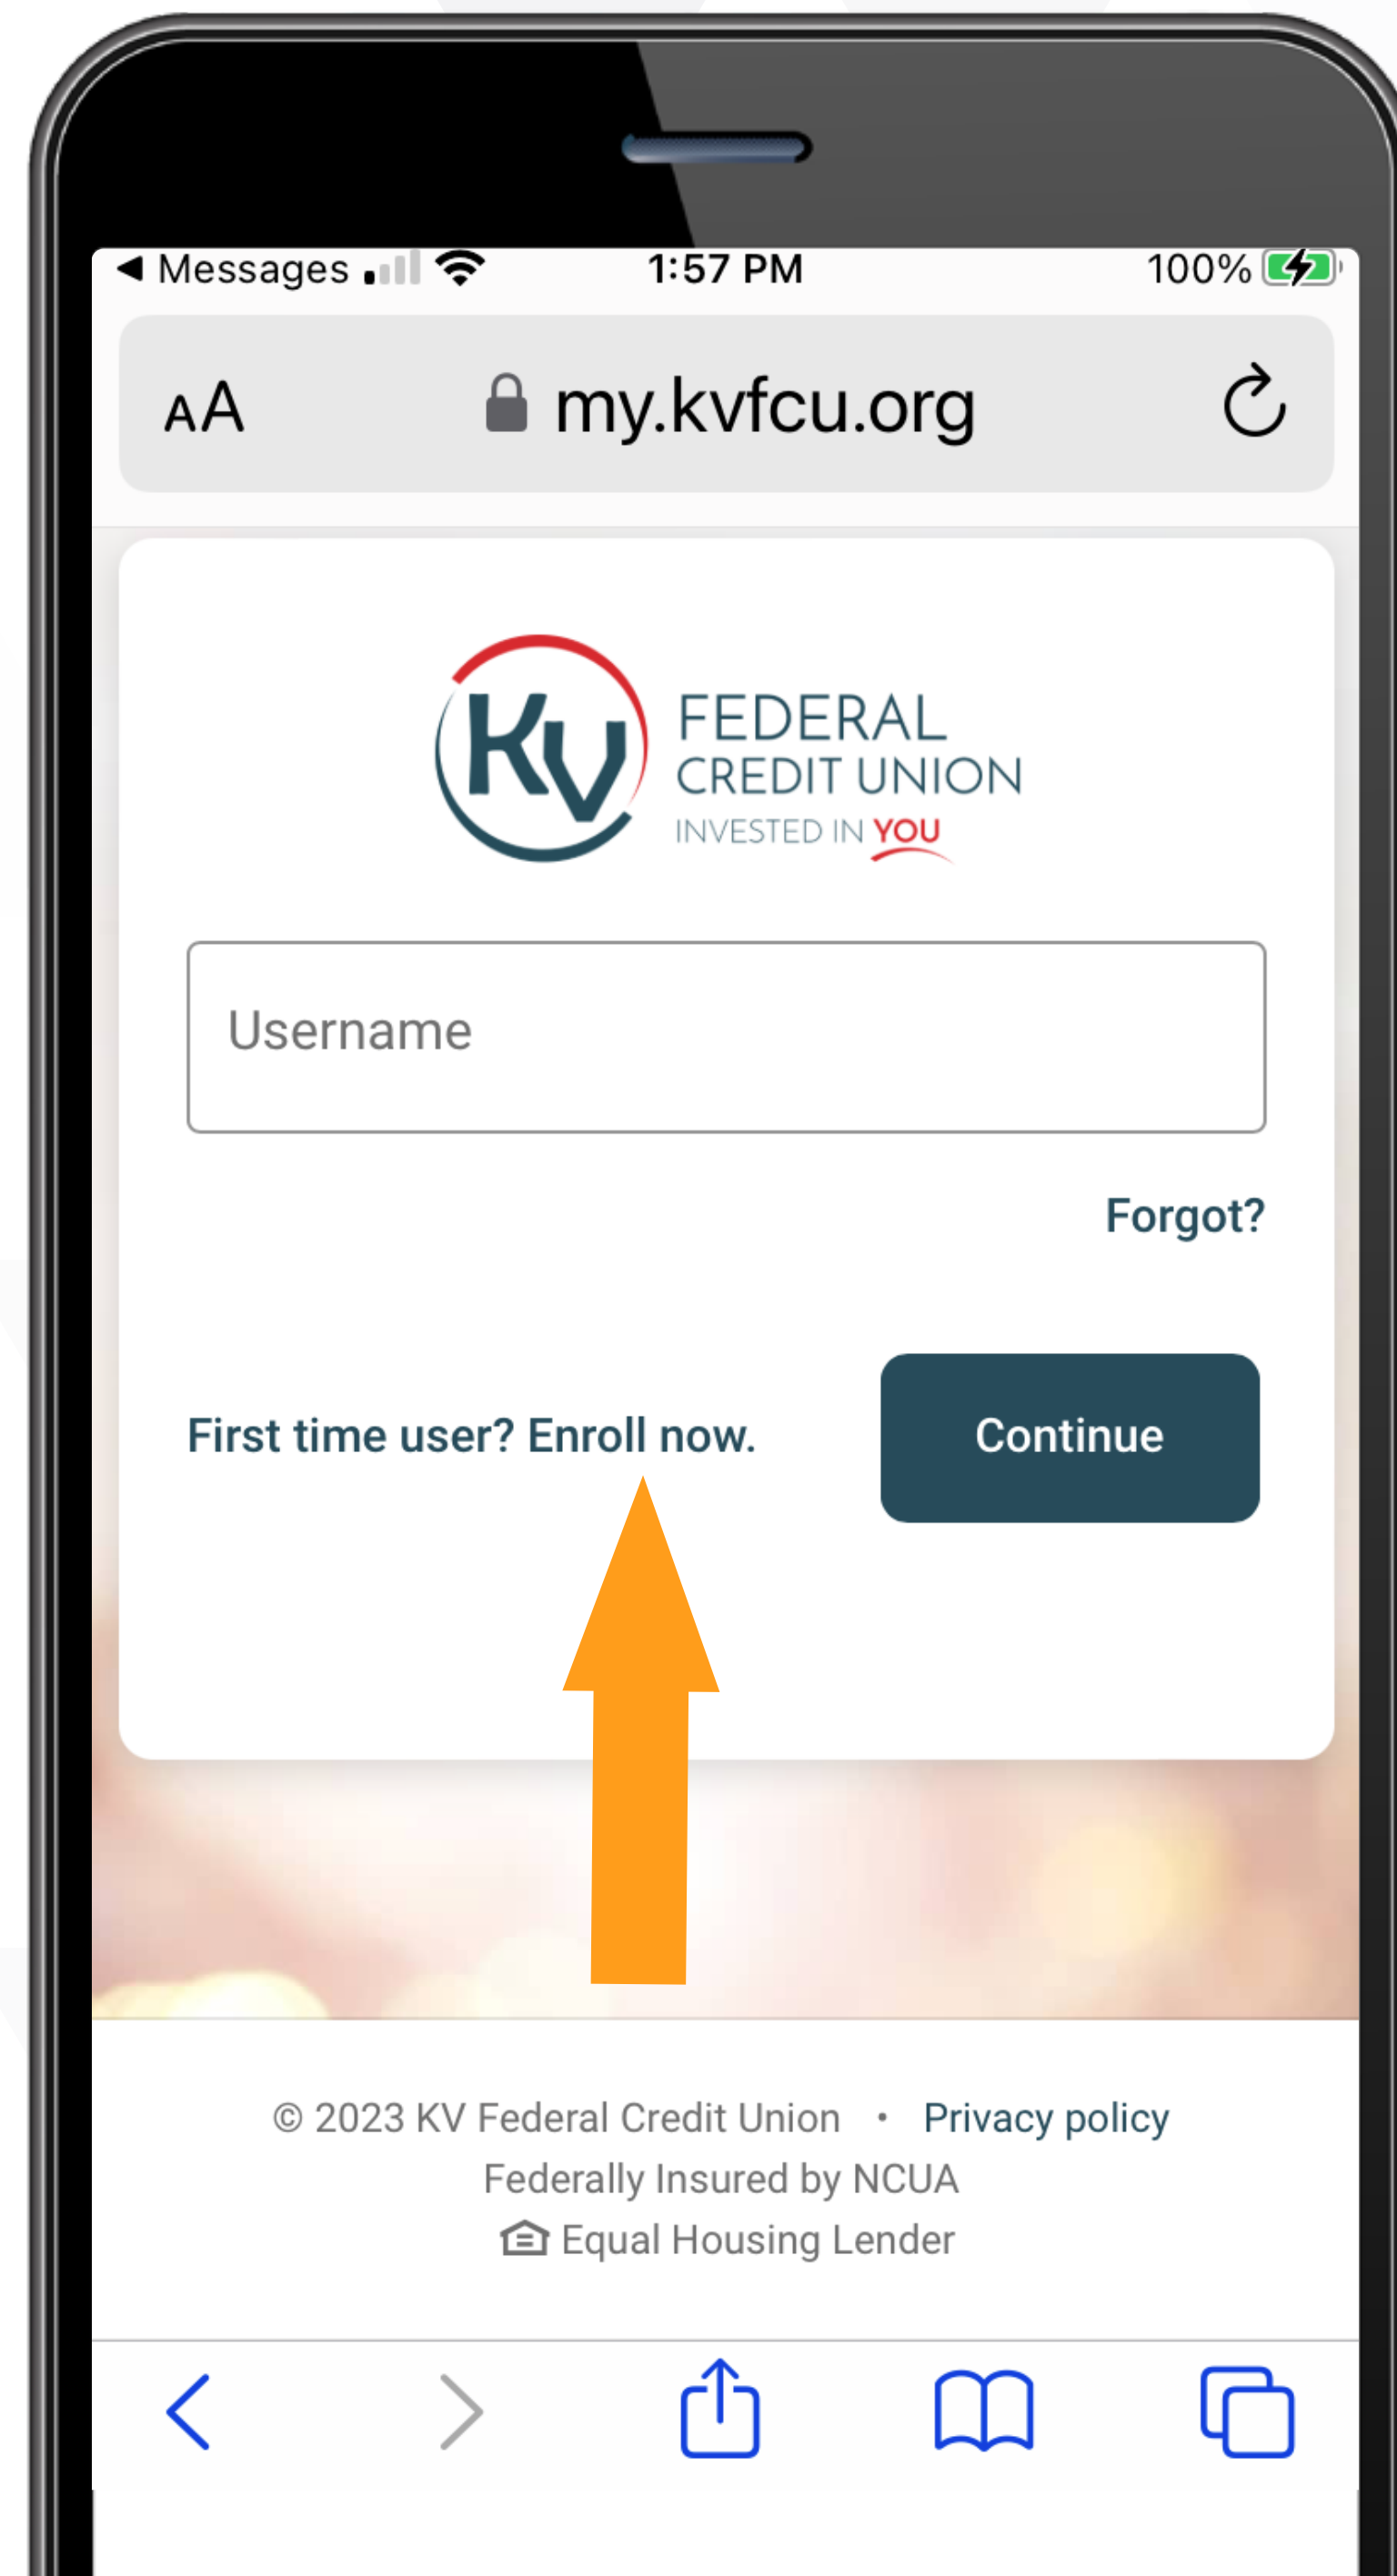 Messages 1:57 PM 100%
AA my.kvfcu.org
KV FEDERAL
CREDIT UNION
INVESTED IN YOU
Username
Forgot?
First time user? Enroll now. Continue
© 2023 KV Federal Credit Union • Privacy policy
Federally Insured by NCUA
Equal Housing Lender